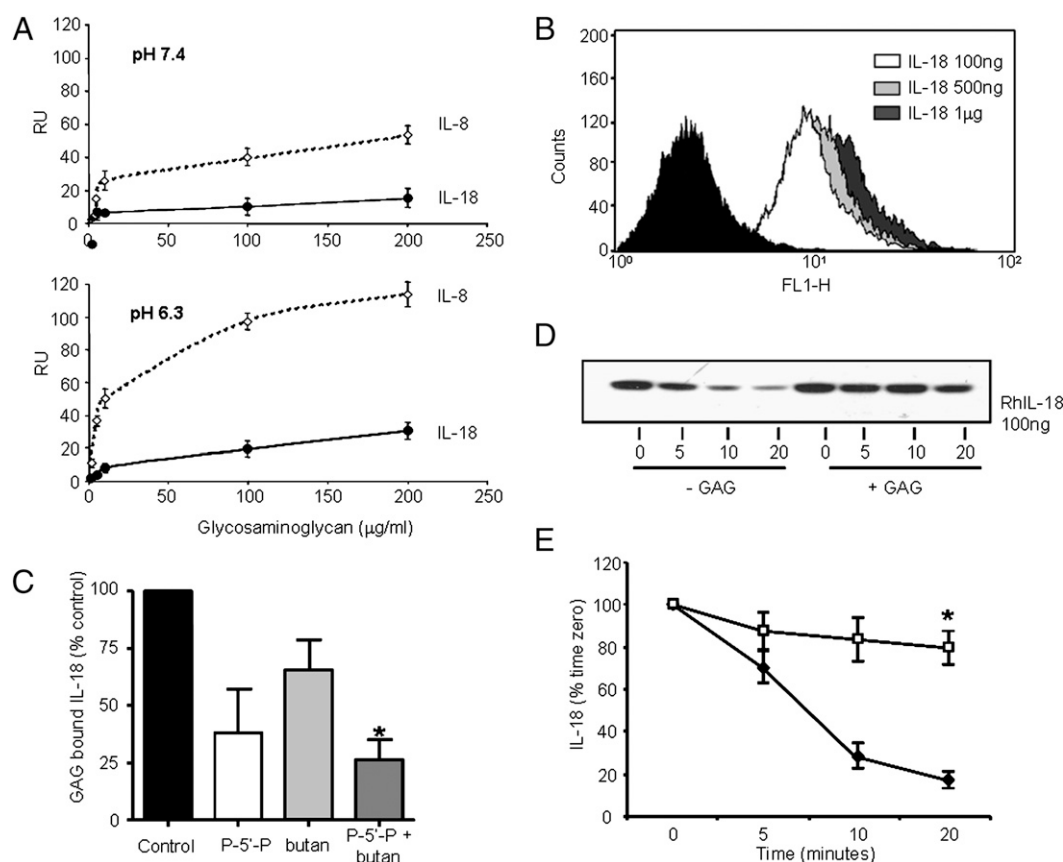 A
pH 7.4
120
100
80
60
40
20
0
RU
IL-8
IL-18
0 50 100 150 200 250
pH 6.3
120
100
80
60
40
20
0
RU
IL-8
IL-18
0 50 100 150 200 250
Glycosaminoglycan (µg/ml)
B
200
160
120
80
40
0
Counts
IL-18 100ng
IL-18 500ng
IL-18 1µg
10⁰ 10¹ 10²
FL1-H
C
100
75
50
25
0
GAG bound IL-18 (% control)
*
Control P-5'-P butan P-5'-P +
butan
D
RhIL-18
100ng
0 5 10 20 0 5 10 20
- GAG + GAG
E
120
100
80
60
40
20
0
IL-18 (% time zero)
*
0 5 10 20
Time (minutes)